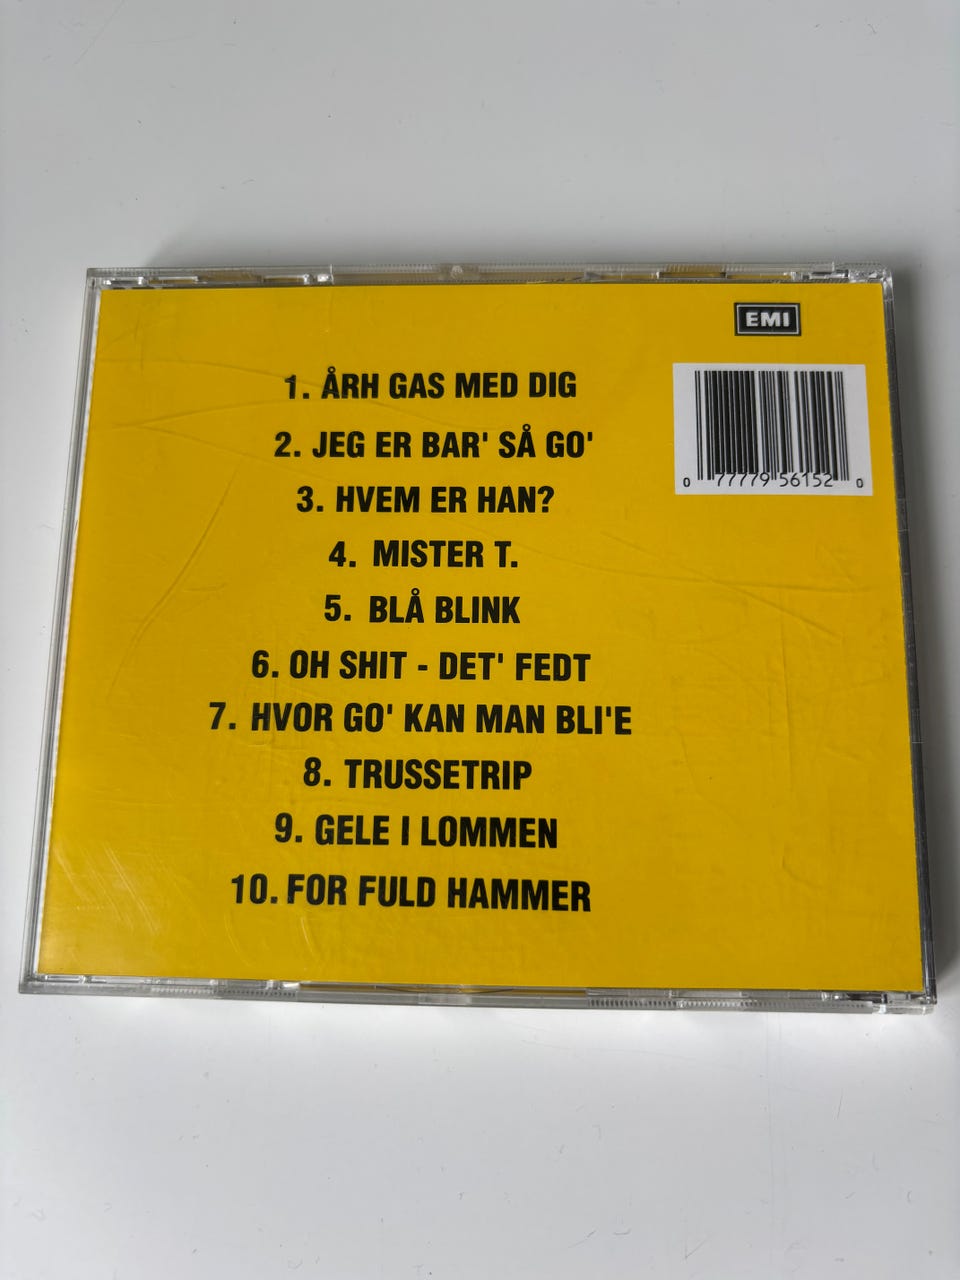 EMI
1. ÅRH GAS MED DIG
2. JEG ER BAR' SÅ GO'
3. HVEM ER HAN?
4. MISTER T.
5. BLÅ BLINK
6. OH SHIT - DET' FEDT
7. HVOR GO' KAN MAN BLI'E
8. TRUSSETRIP
9. GELE I LOMMEN
10. FOR FULD HAMMER
0 77779 56152 0